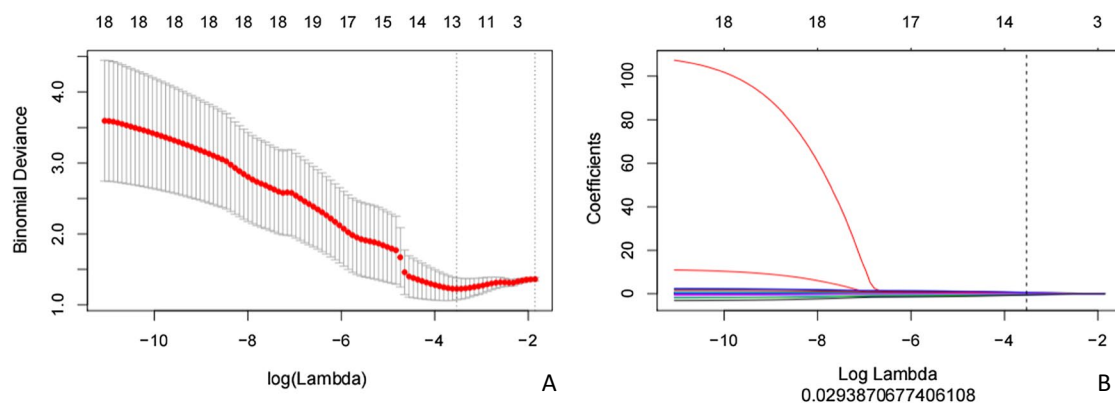 18 18 18 18 18 19 17 15 14 13 11 3
Binomial Deviance
4.0
3.0
2.0
1.0
−10 −8 −6 −4 −2
log(Lambda)
A
18 18 17 14 3
Coefficients
100
80
60
40
20
0
−10 −8 −6 −4 −2
Log Lambda
0.0293870677406108
B